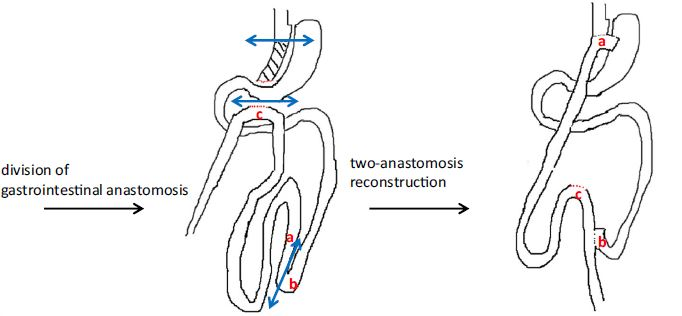 c
division of
gastrointestinal anastomosis
a
b
two-anastomosis
reconstruction
a
c
b